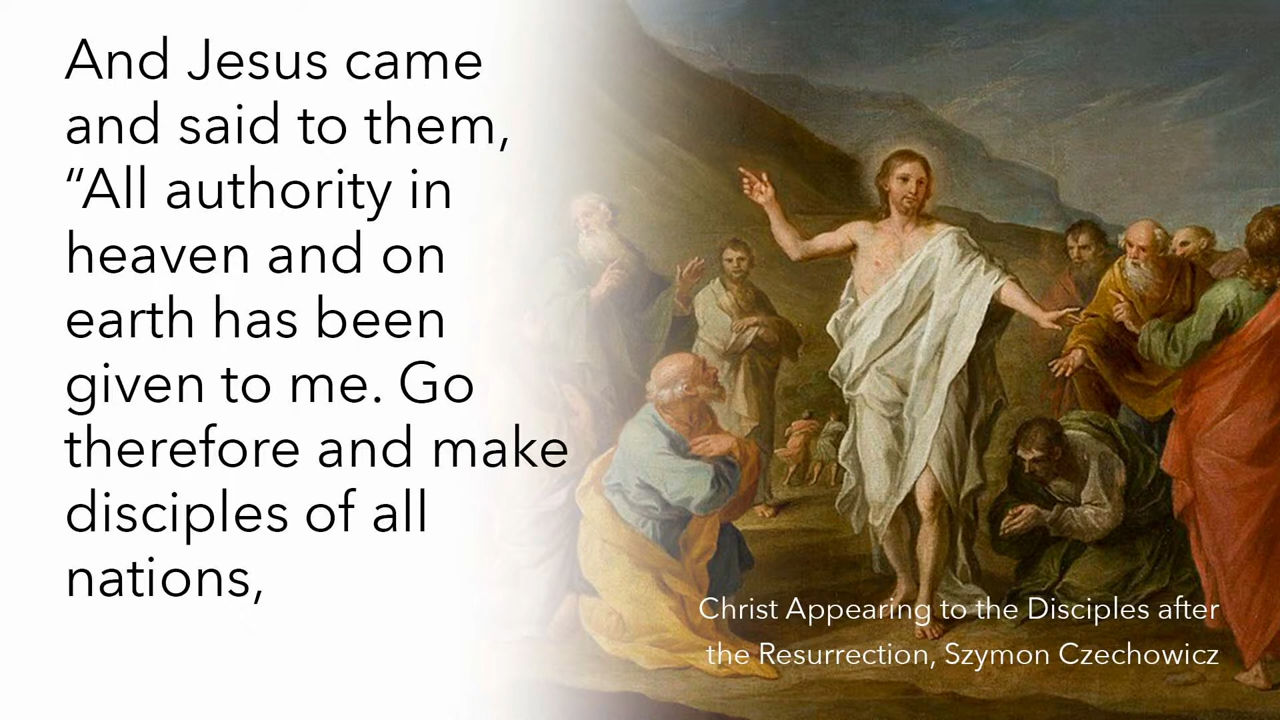 And Jesus came
and said to them,
“All authority in
heaven and on
earth has been
given to me. Go
therefore and make
disciples of all
nations,
Christ Appearing to the Disciples after
the Resurrection, Szymon Czechowicz